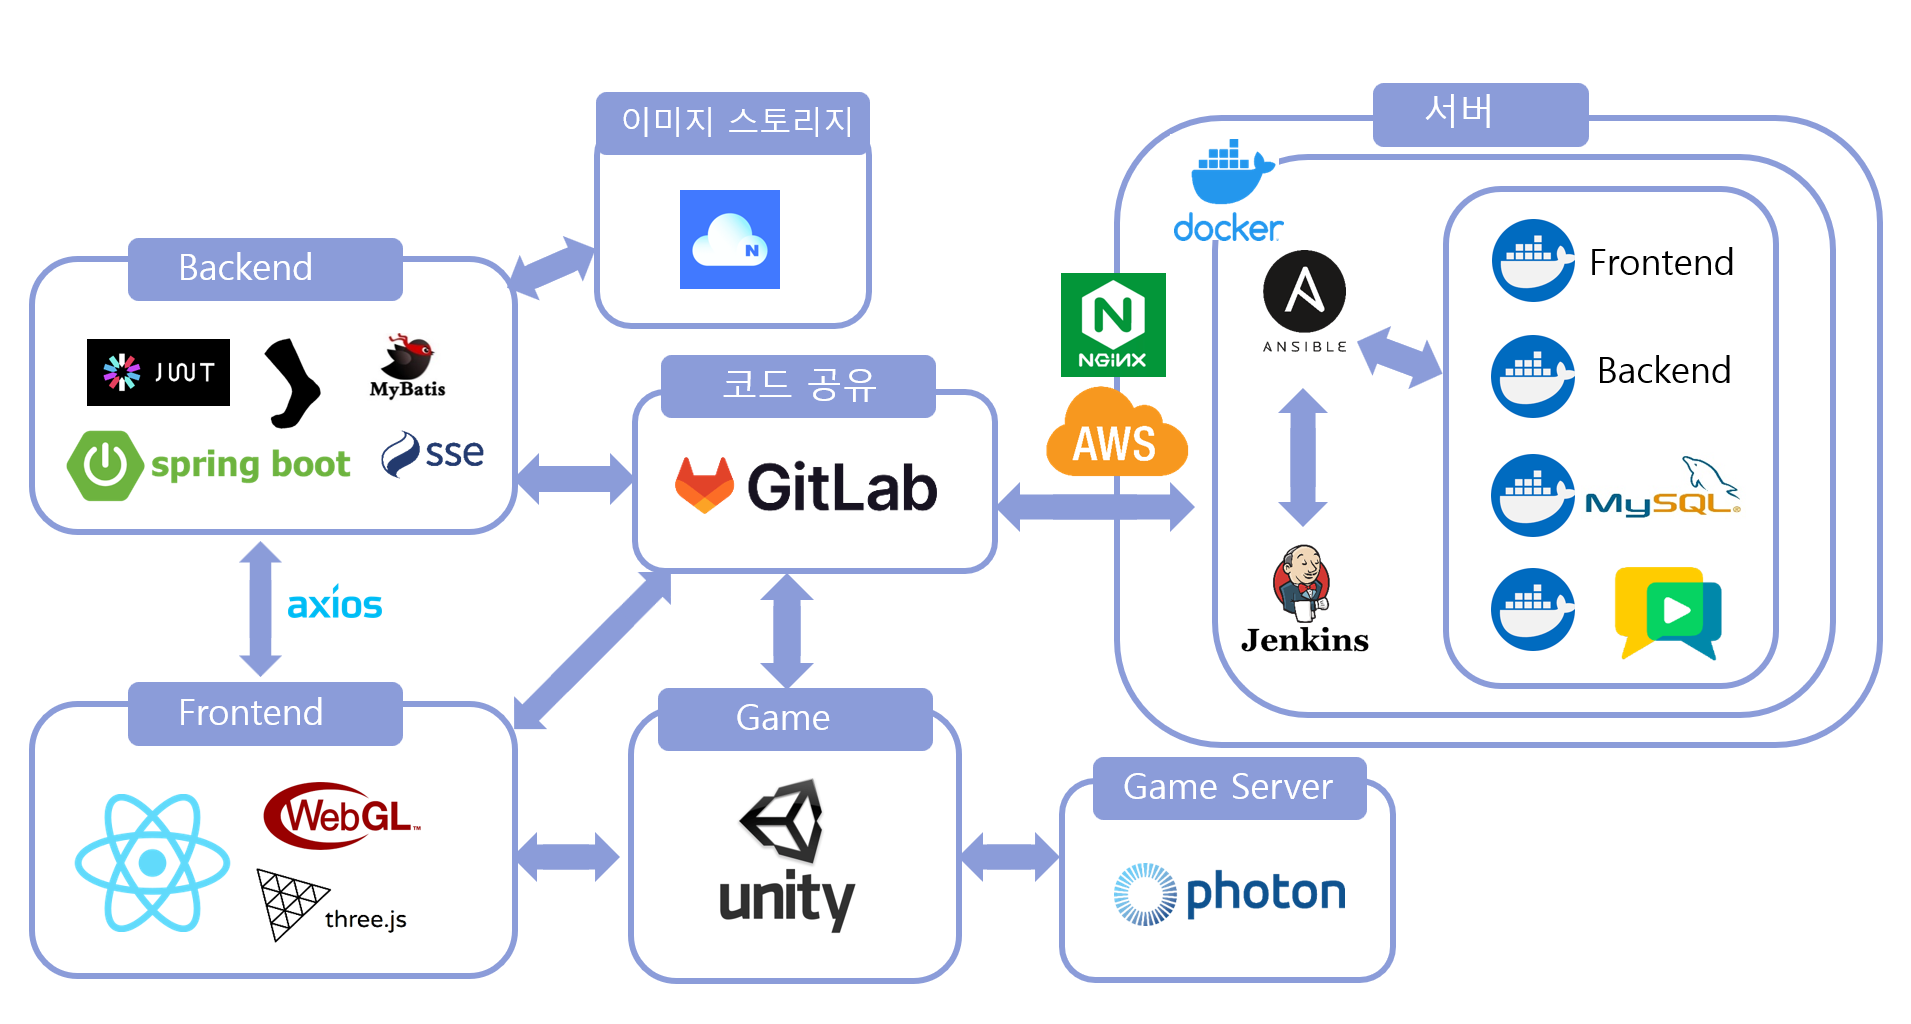 이미지 스토리지
N
서버
docker
Backend
JWT
MyBatis
spring boot
sse
코드 공유
GitLab
NGINX
AWS
ANSIBLE
Jenkins
Frontend
Backend
MySQL®
axios
Frontend
WebGL™
three.js
Game
unity
Game Server
photon